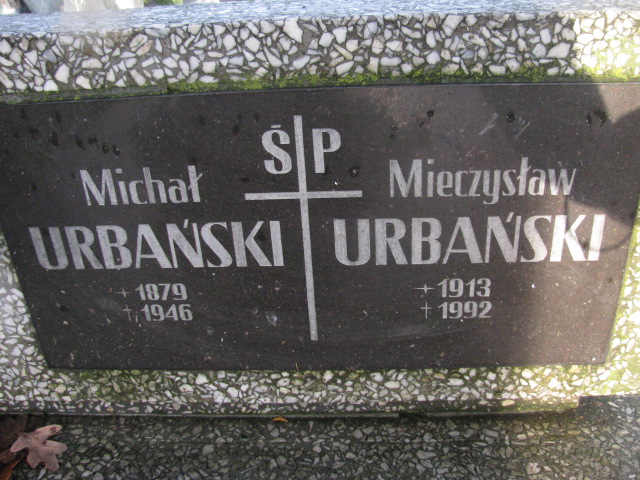 ŚP
Michał
URBAŃSKI
1879
1946
Mieczysław
URBAŃSKI
1913
1992